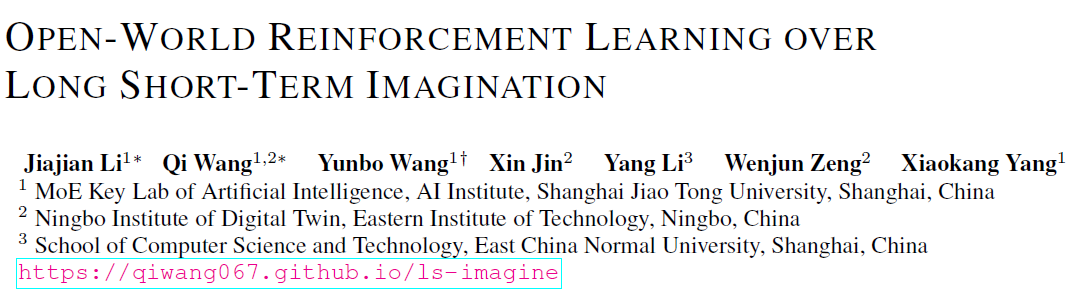 OPEN-WORLD REINFORCEMENT LEARNING OVER
LONG SHORT-TERM IMAGINATION
Jiajian Li¹* Qi Wang¹,²* Yunbo Wang¹† Xin Jin² Yang Li³ Wenjun Zeng² Xiaokang Yang¹
¹ MoE Key Lab of Artificial Intelligence, AI Institute, Shanghai Jiao Tong University, Shanghai, China
² Ningbo Institute of Digital Twin, Eastern Institute of Technology, Ningbo, China
³ School of Computer Science and Technology, East China Normal University, Shanghai, China
https://qiwang067.github.io/ls-imagine